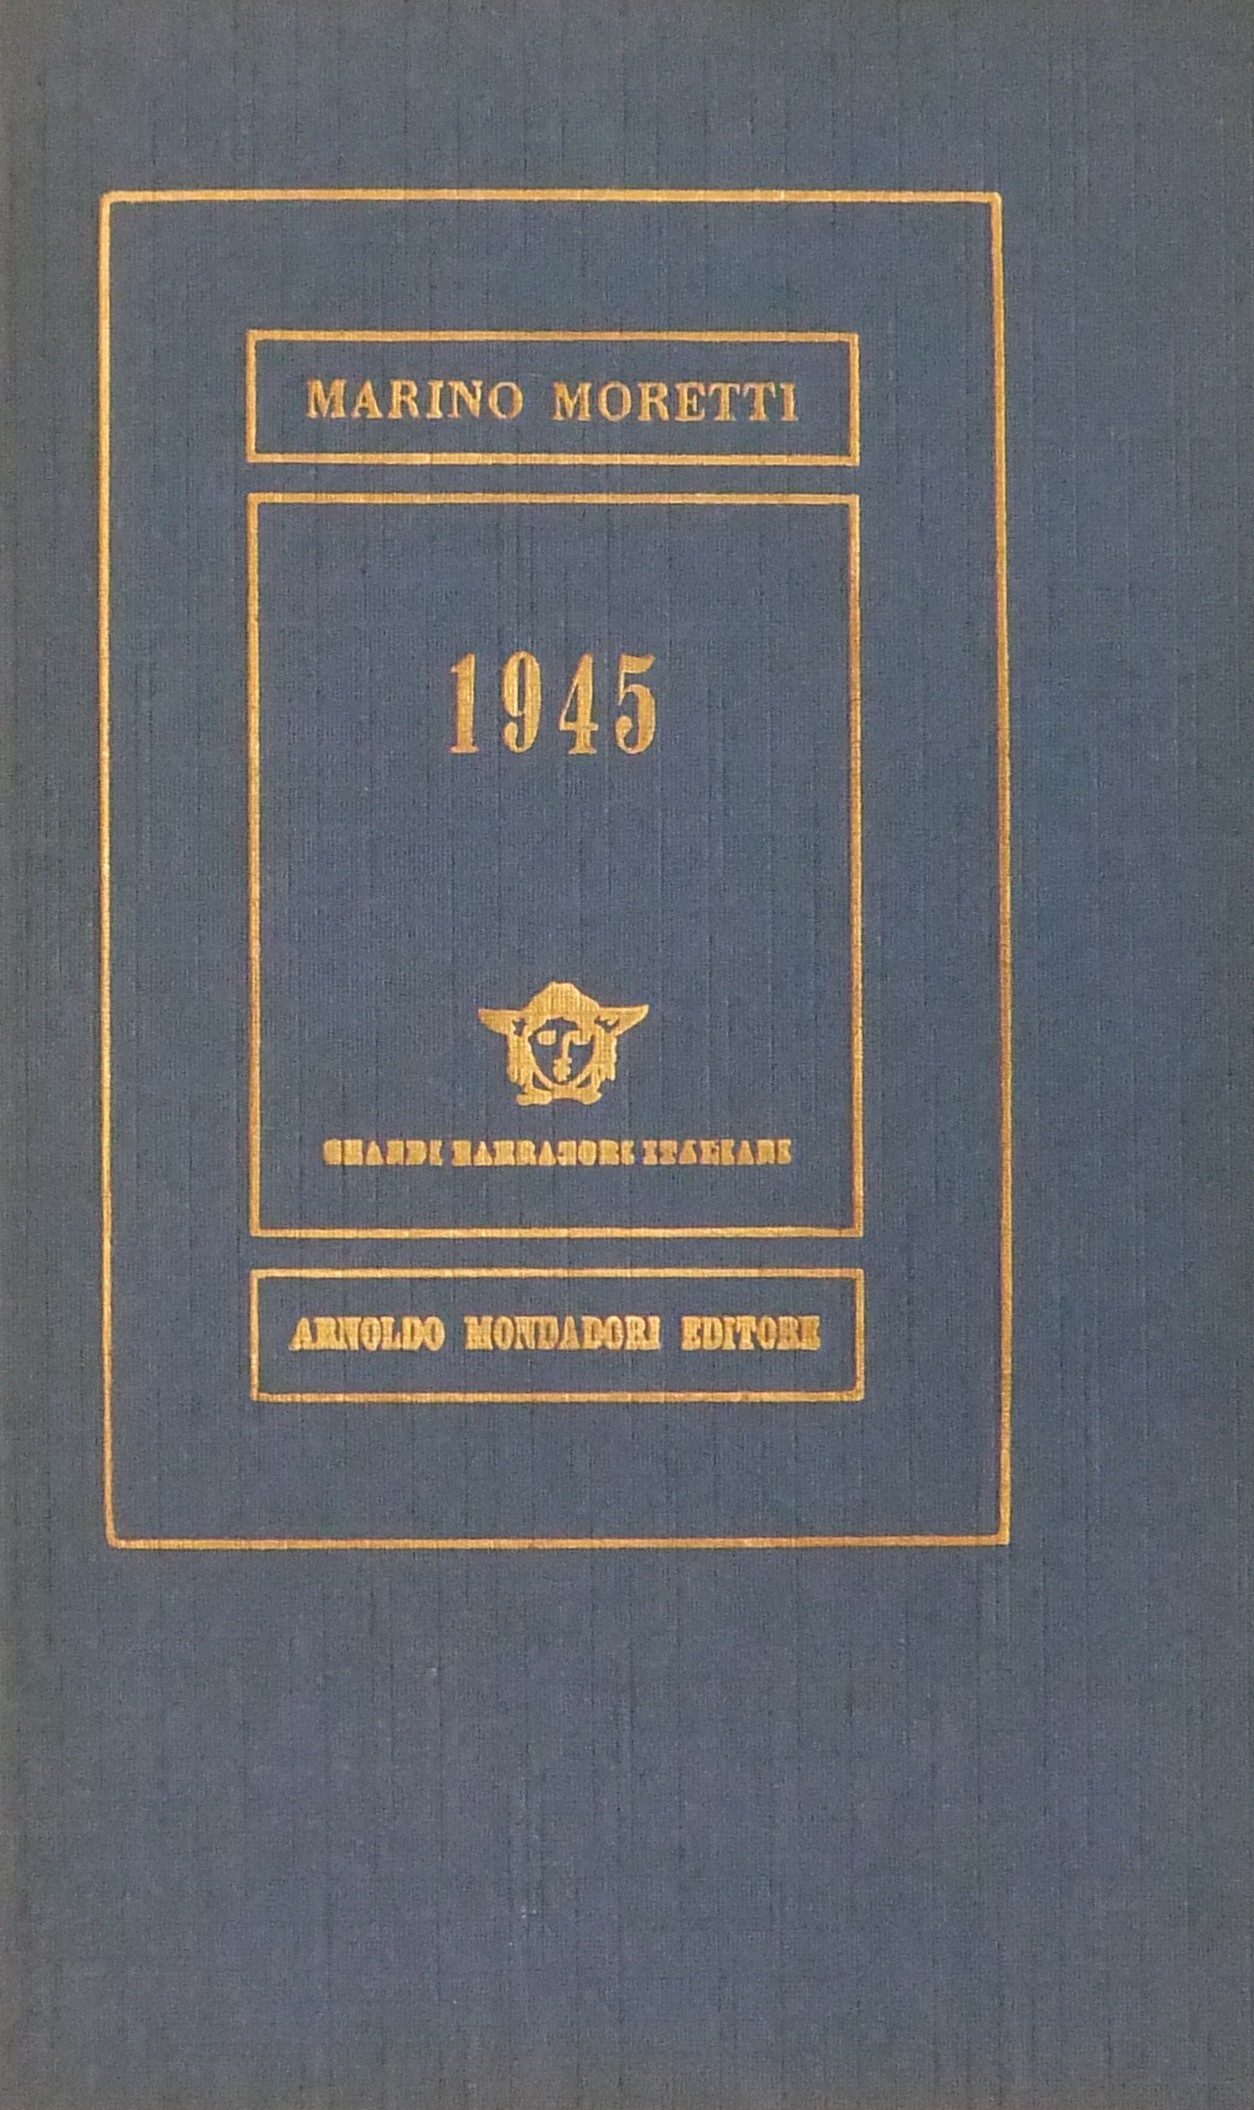 MARINO MORETTI
1945
GRANDI NARRATORI ITALIANI
ARNOLDO MONDADORI EDITORE